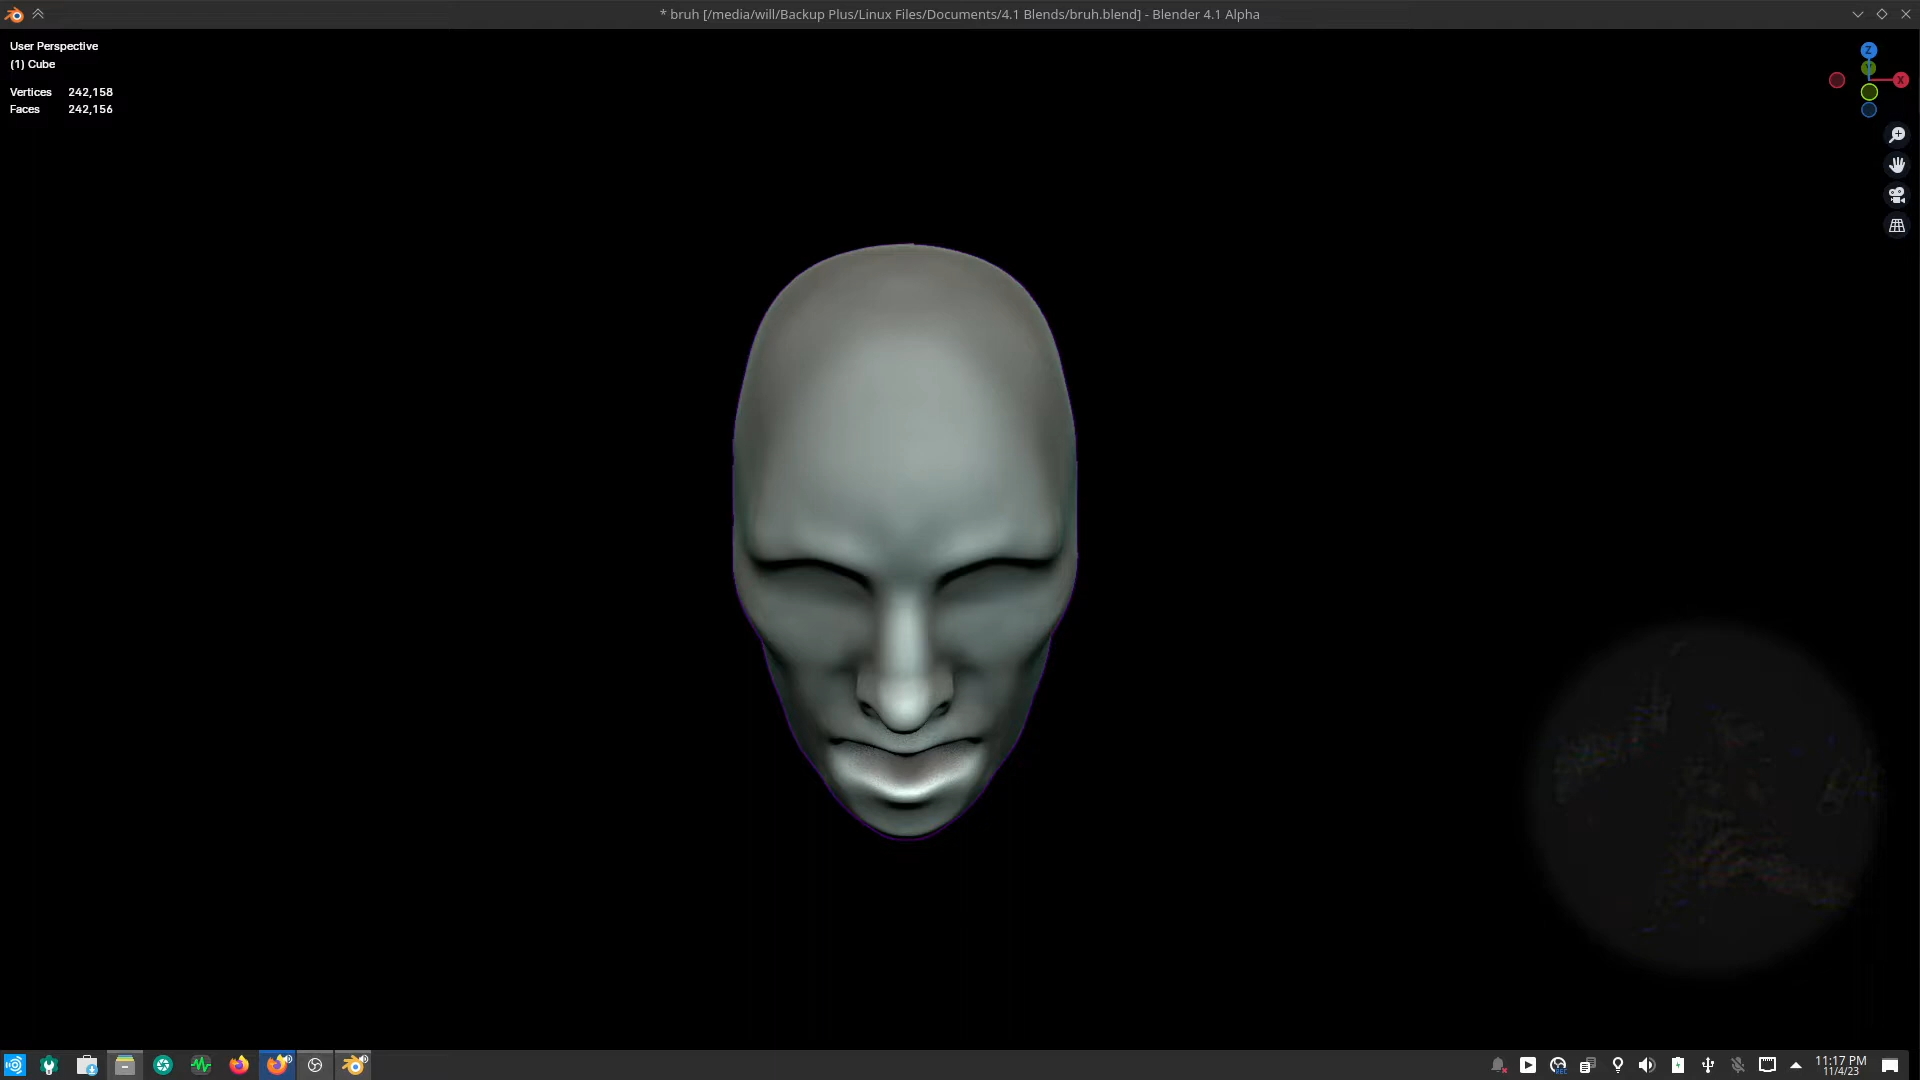 * bruh [/media/will/Backup Plus/Linux Files/Documents/4.1 Blends/bruh.blend] - Blender 4.1 Alpha
User Perspective
(1) Cube
Vertices 242,158
Faces 242,156
Z
Y
X
REC
11:17 PM
11/4/23